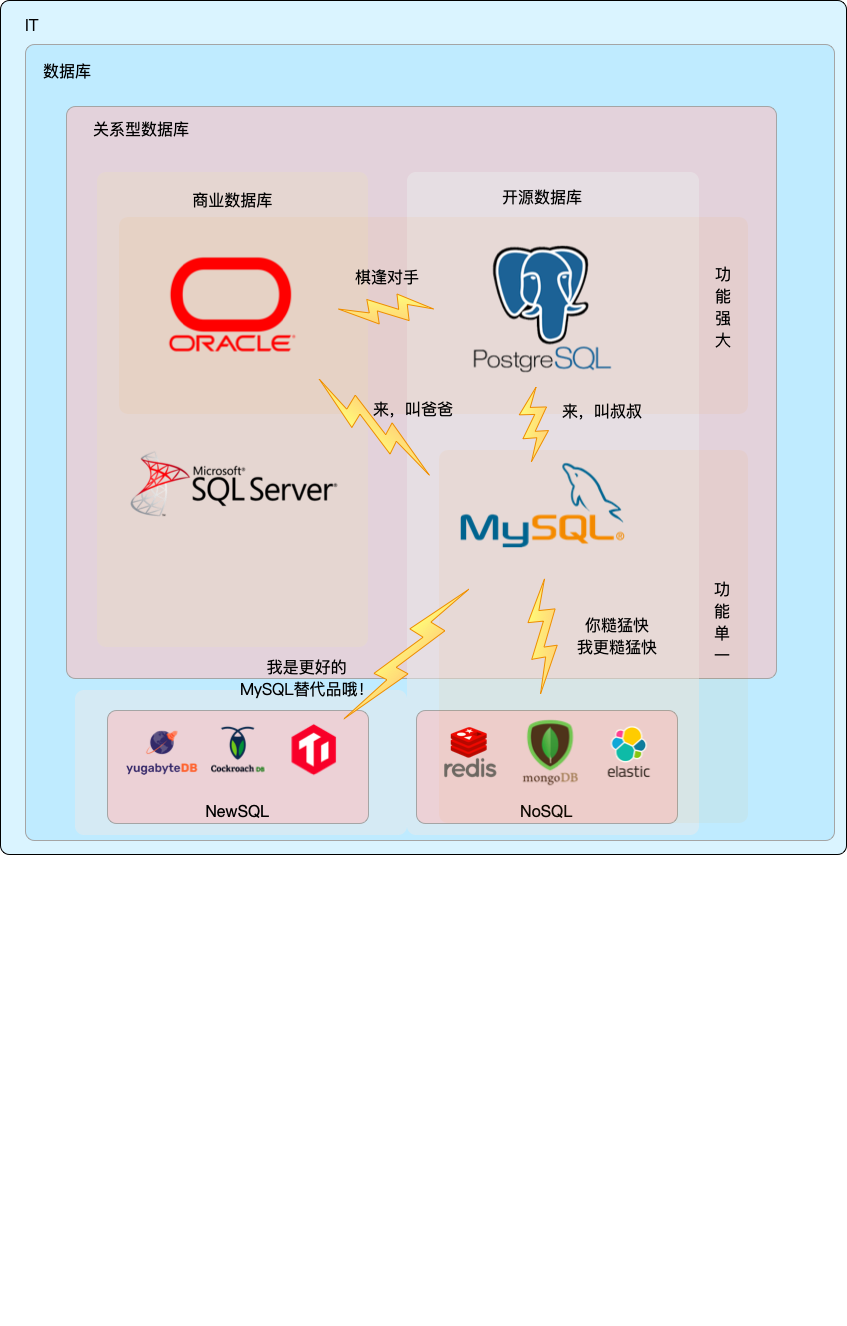 IT
数据库
关系型数据库
商业数据库
开源数据库
棋逢对手
功
能
强
大
ORACLE
PostgreSQL
来，叫爸爸
来，叫叔叔
Microsoft®
SQL Server®
MySQL®
功
能
单
一
你糙猛快
我更糙猛快
我是更好的
MySQL替代品哦！
yugabyteDB
Cockroach DB
redis
mongoDB
elastic
NewSQL
NoSQL